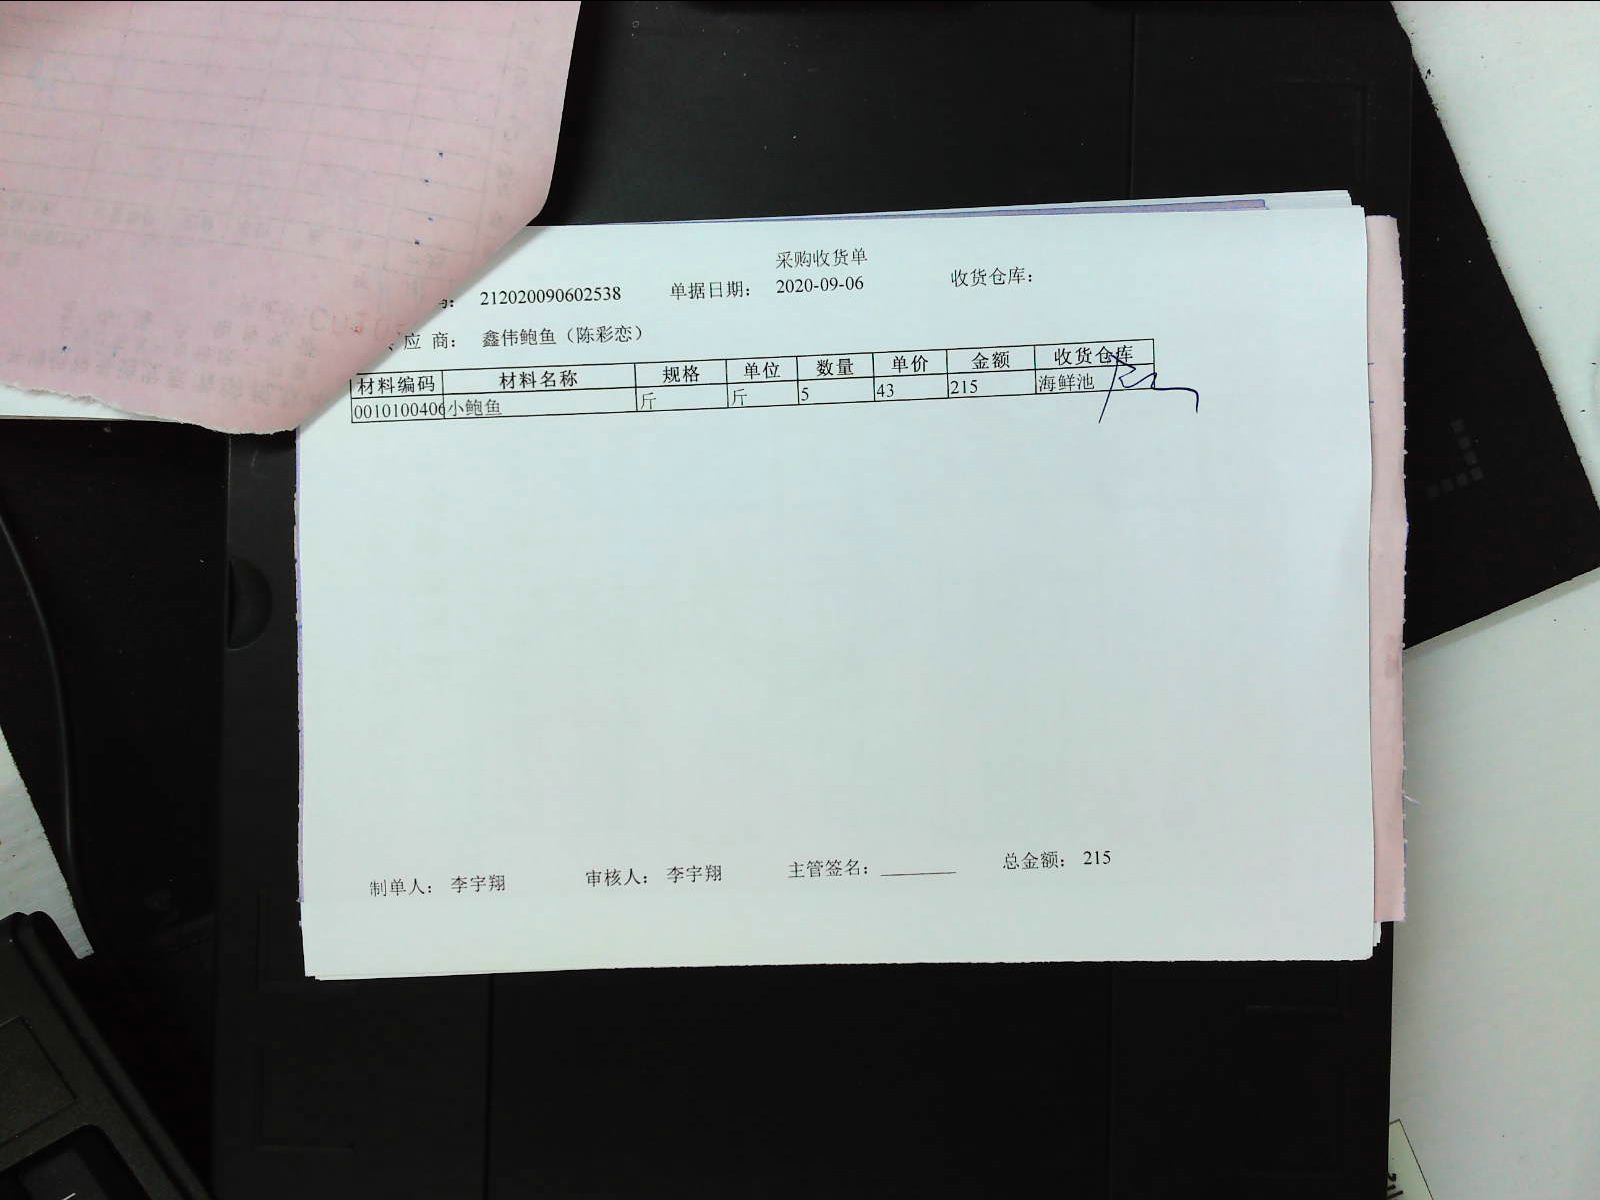 采购收货单
212020090602538 单据日期： 2020-09-06 收货仓库：
应 商： 鑫伟鲍鱼（陈彩恋）
材料编码 材料名称 规格 单位 数量 单价 金额 收货仓库
0010100406 小鲍鱼 斤 斤 5 43 215 海鲜池
制单人： 李宇翔 审核人： 李宇翔 主管签名：________ 总金额： 215